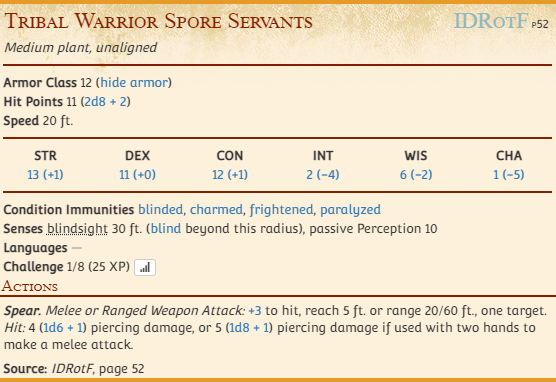 Tribal Warrior Spore Servants IDRotF P52
Medium plant, unaligned
Armor Class 12 (hide armor)
Hit Points 11 (2d8 + 2)
Speed 20 ft.
STR DEX CON INT WIS CHA
13 (+1) 11 (+0) 12 (+1) 2 (−4) 6 (−2) 1 (−5)
Condition Immunities blinded, charmed, frightened, paralyzed
Senses blindsight 30 ft. (blind beyond this radius), passive Perception 10
Languages —
Challenge 1/8 (25 XP)
Actions
Spear. Melee or Ranged Weapon Attack: +3 to hit, reach 5 ft. or range 20/60 ft., one target.
Hit: 4 (1d6 + 1) piercing damage, or 5 (1d8 + 1) piercing damage if used with two hands to
make a melee attack.
Source: IDRotF, page 52